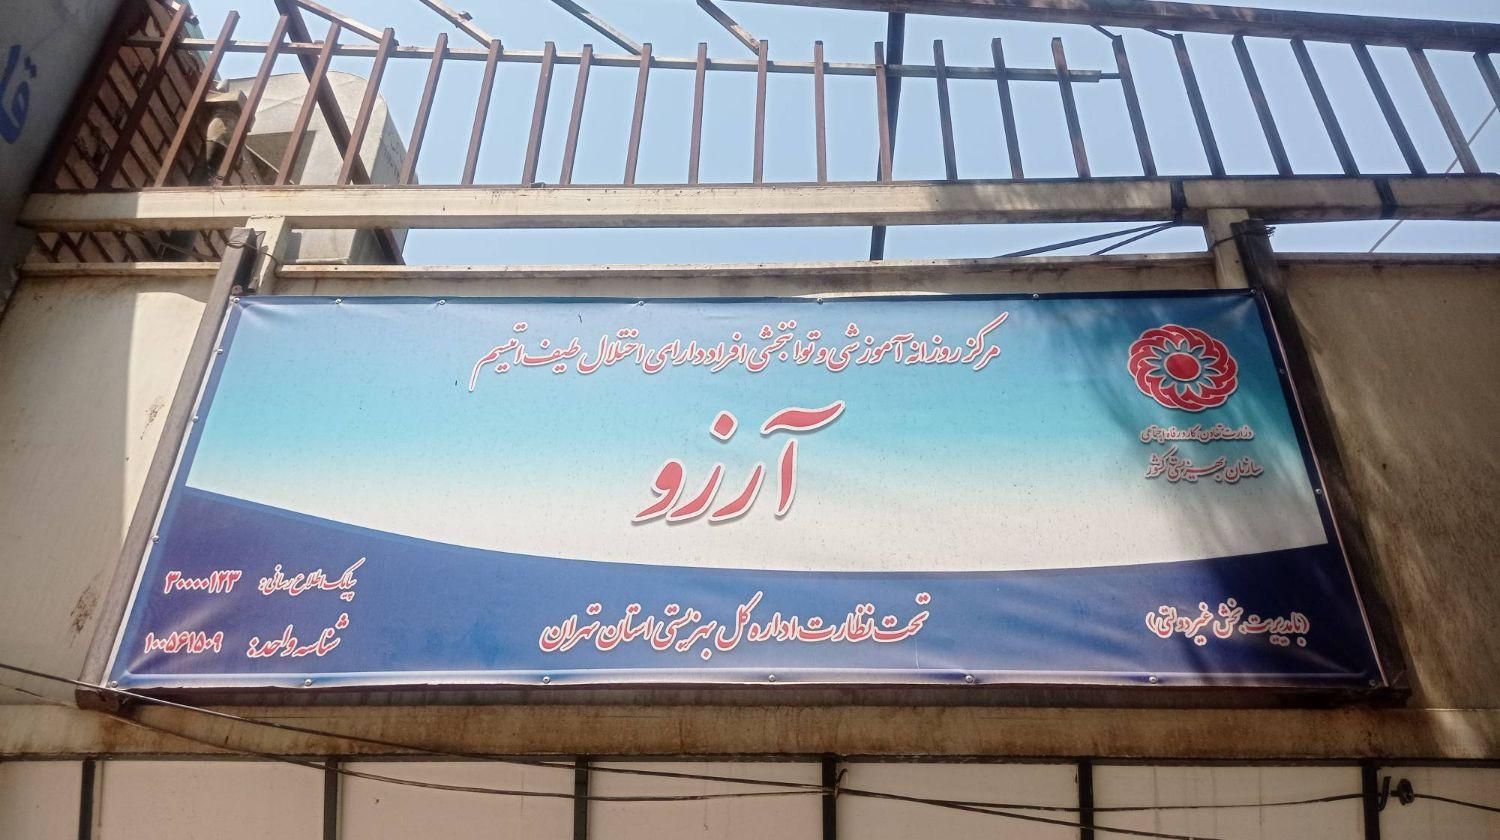 مرکز روزانه آموزشی و توانبخشی افراد دارای اختلال طیف اتیسم
آرزو
وزارت تعاون، کار و رفاه اجتماعی
سازمان بهزیستی کشور
(با مدیریت بخش غیردولتی)
تحت نظارت اداره کل بهزیستی استان تهران
پیامک اطلاع رسانی: ۳۰۰۰۰۱۲۳
شناسه واحد: ۱۰۰۵۶۱۵۰۹